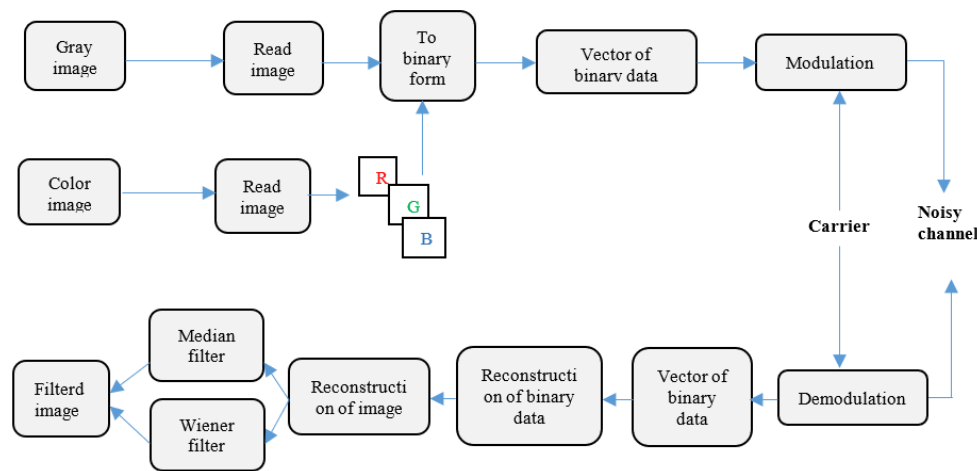 Gray
image
Read
image
To
binary
form
Vector of
binary data
Modulation
Color
image
Read
image
R
G
B
Carrier
Noisy
channel
Median
filter
Filterd
image
Wiener
filter
Reconstructi
on of image
Reconstructi
on of binary
data
Vector of
binary
data
Demodulation